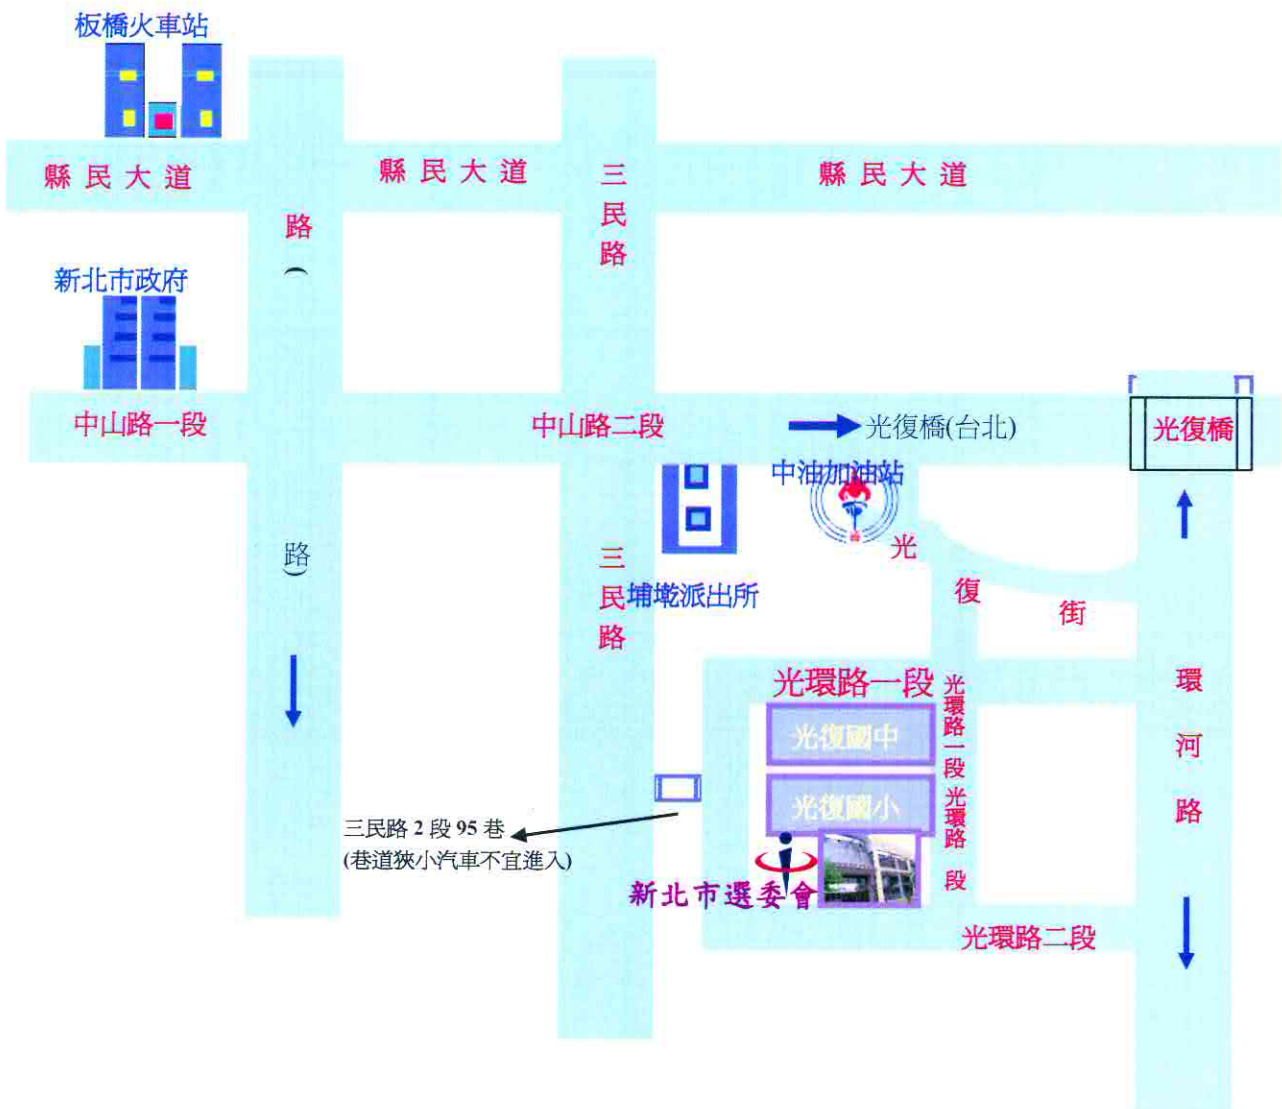 板橋火車站
縣民大道
縣民大道
縣民大道
三民路
路
(
新北市政府
中山路一段
中山路二段
光復橋(台北)
光復橋
中油加油站
路
)
三民路
埔墘派出所
光復街
環河路
光環路一段
光環路一段
光復國中
光復國小
光環路 段
三民路 2 段 95 巷
(巷道狹小汽車不宜進入)
新北市選委會
光環路二段